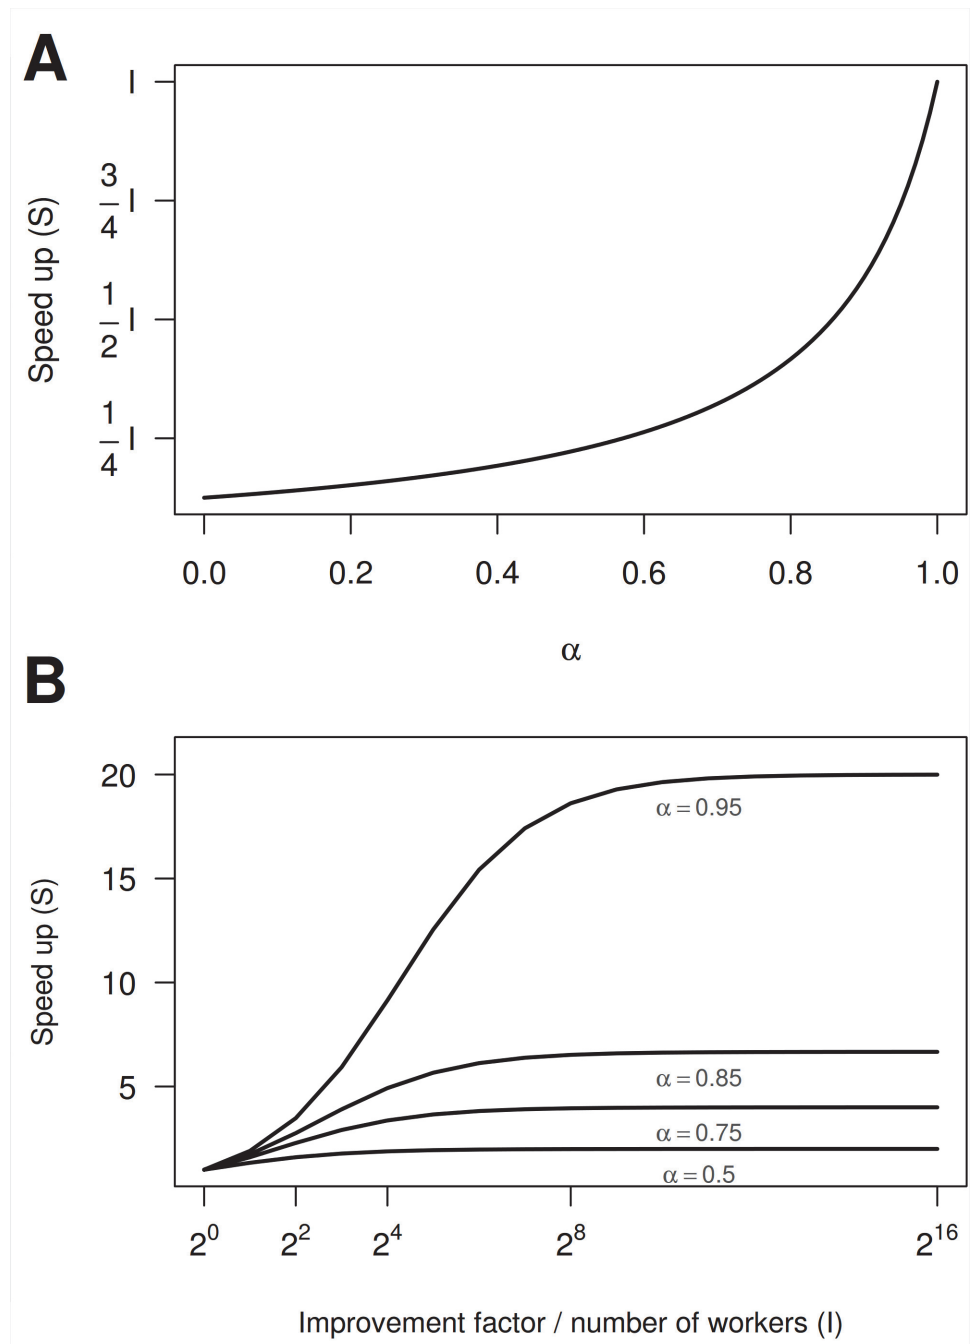 A
Speed up (S)
I
3/4 I
1/2 I
1/4 I
0.0 0.2 0.4 0.6 0.8 1.0
α
B
Speed up (S)
20
15
10
5
α = 0.95
α = 0.85
α = 0.75
α = 0.5
2^0 2^2 2^4 2^8 2^16
Improvement factor / number of workers (I)